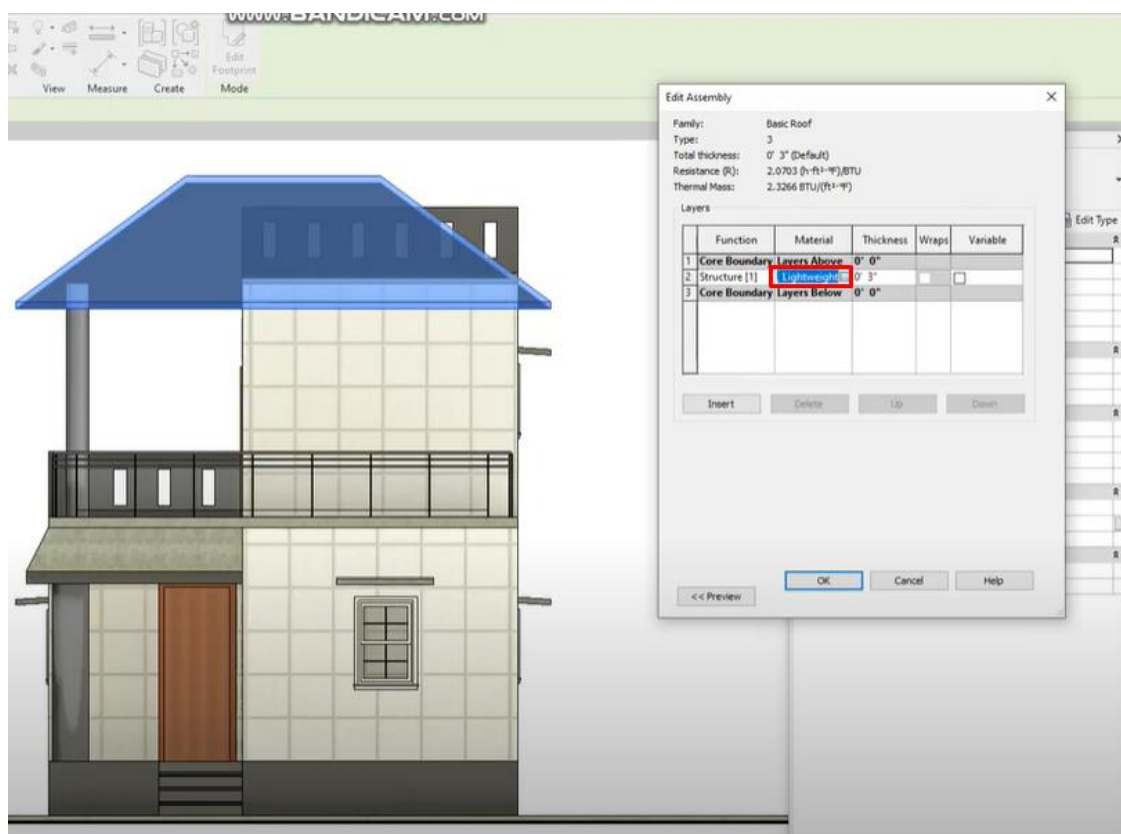 WWW.BANDICAM.COM
Edit
Footprint
View Measure Create Mode
Edit Assembly
Family: Basic Roof
Type: 3
Total thickness: 0' 3" (Default)
Resistance (R): 2.0703 (h·ft²·°F)/BTU
Thermal Mass: 2.3266 BTU/(ft²·°F)
Edit Type
Layers
Function Material Thickness Wraps Variable
1 Core Boundary Layers Above 0' 0"
2 Structure [1] Lightweight 0' 3"
3 Core Boundary Layers Below 0' 0"
Insert Delete Up Down
OK Cancel Help
<< Preview